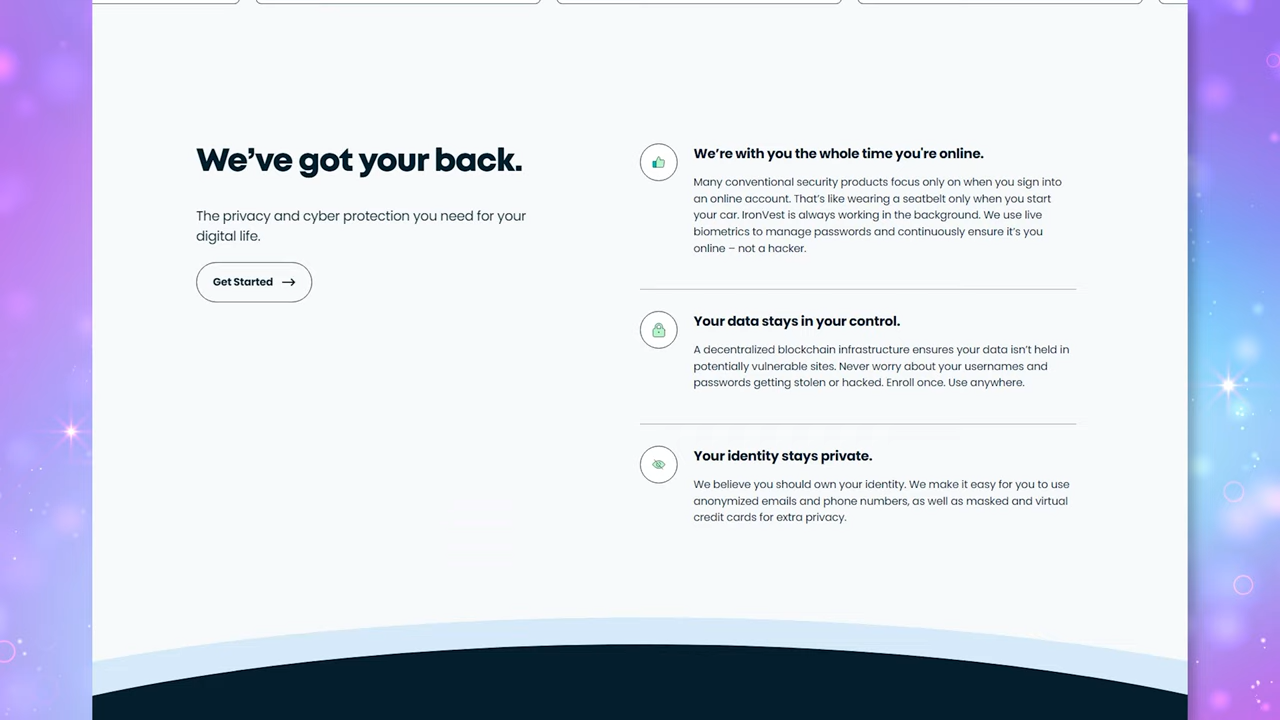 We’ve got your back.
The privacy and cyber protection you need for your
digital life.
Get Started
We’re with you the whole time you're online.
Many conventional security products focus only on when you sign into
an online account. That’s like wearing a seatbelt only when you start
your car. IronVest is always working in the background. We use live
biometrics to manage passwords and continuously ensure it’s you
online – not a hacker.
Your data stays in your control.
A decentralized blockchain infrastructure ensures your data isn’t held in
potentially vulnerable sites. Never worry about your usernames and
passwords getting stolen or hacked. Enroll once. Use anywhere.
Your identity stays private.
We believe you should own your identity. We make it easy for you to use
anonymized emails and phone numbers, as well as masked and virtual
credit cards for extra privacy.